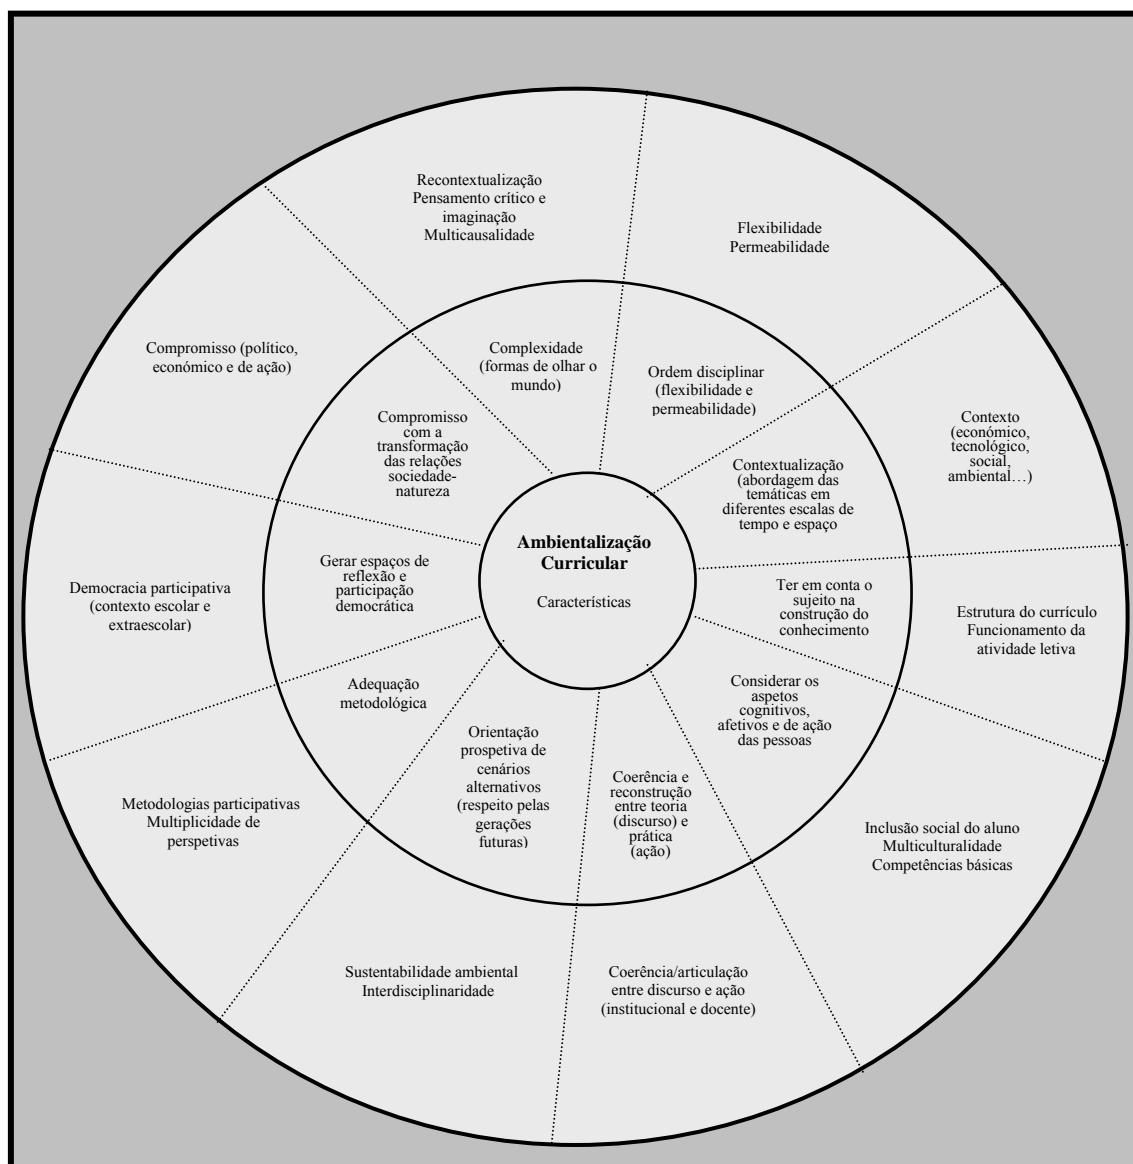 Recontextualização
Pensamento crítico e
imaginação
Multicausalidade
Flexibilidade
Permeabilidade
Compromisso (político,
económico e de ação)
Complexidade
(formas de olhar o
mundo)
Ordem disciplinar
(flexibilidade e
permeabilidade)
Contexto
(económico,
tecnológico,
social,
ambiental…)
Compromisso
com a
transformação
das relações
sociedade-
natureza
Contextualização
(abordagem das
temáticas em
diferentes escalas de
tempo e espaço
Ambientalização
Curricular
Características
Democracia participativa
(contexto escolar e
extraescolar)
Gerar espaços de
reflexão e
participação
democrática
Ter em conta o
sujeito na
construção do
conhecimento
Estrutura do currículo
Funcionamento da
atividade letiva
Adequação
metodológica
Considerar os
aspetos
cognitivos,
afetivos e de ação
das pessoas
Orientação
prospetiva de
cenários
alternativos
(respeito pelas
gerações
futuras)
Coerência e
reconstrução
entre teoria
(discurso) e
prática
(ação)
Metodologias participativas
Multiplicidade de
perspetivas
Inclusão social do aluno
Multiculturalidade
Competências básicas
Sustentabilidade ambiental
Interdisciplinaridade
Coerência/articulação
entre discurso e ação
(institucional e docente)